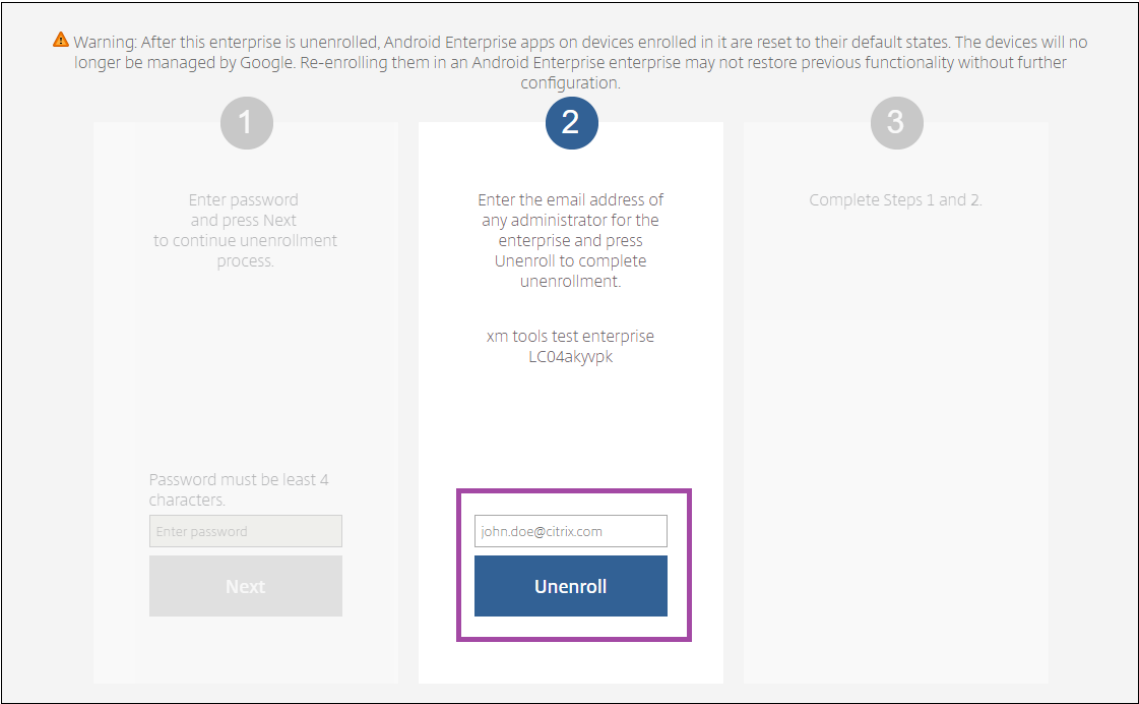 Warning: After this enterprise is unenrolled, Android Enterprise apps on devices enrolled in it are reset to their default states. The devices will no
longer be managed by Google. Re-enrolling them in an Android Enterprise enterprise may not restore previous functionality without further
configuration.
1
Enter password
and press Next
to continue unenrollment
process.
Password must be least 4
characters.
Enter password
Next
2
Enter the email address of
any administrator for the
enterprise and press
Unenroll to complete
unenrollment.
xm tools test enterprise
LC04akyvpk
john.doe@citrix.com
Unenroll
3
Complete Steps 1 and 2.